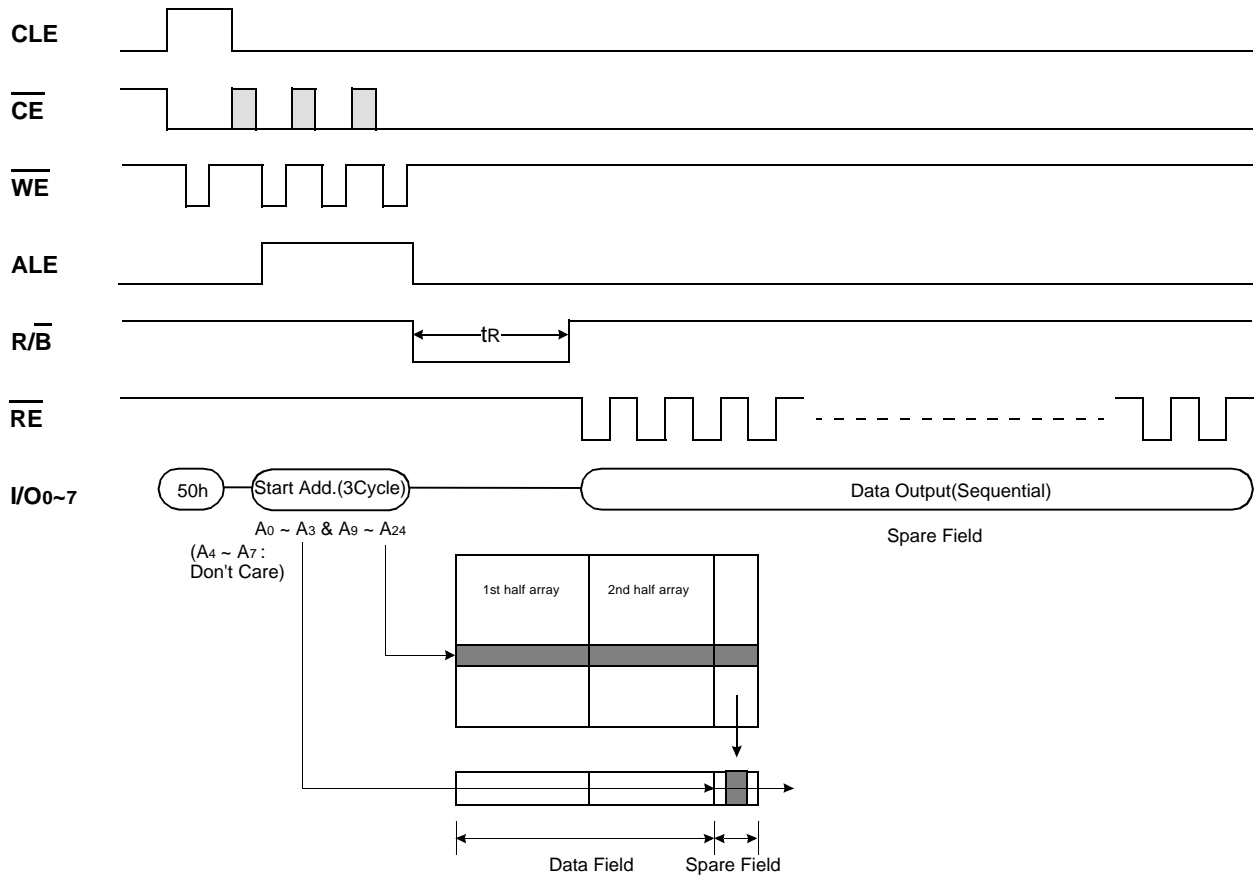 CLE
CE
WE
ALE
R/B
tR
RE
I/O0~7
50h
Start Add.(3Cycle)
Data Output(Sequential)
A0 ~ A3 & A9 ~ A24
Spare Field
(A4 ~ A7 :
Don't Care)
1st half array
2nd half array
Data Field
Spare Field